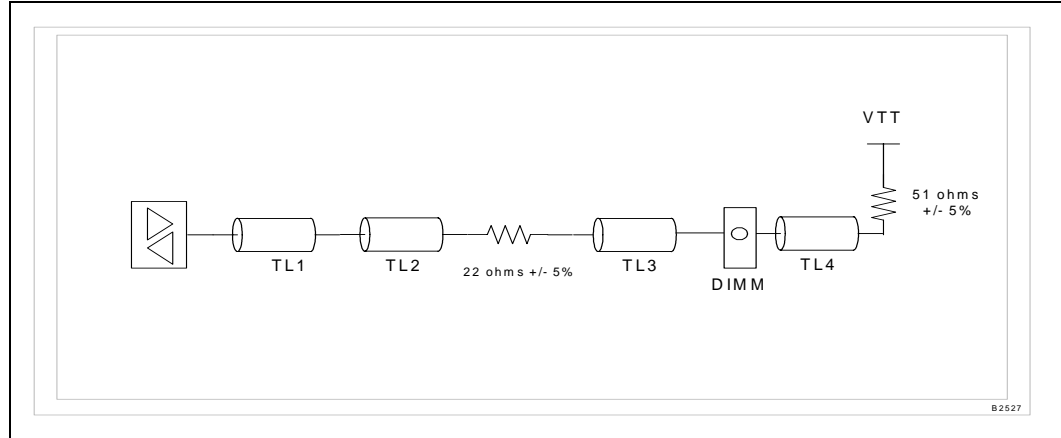 VTT
51 ohms
+/- 5%
TL1
TL2
22 ohms +/- 5%
TL3
DIMM
TL4
B2527